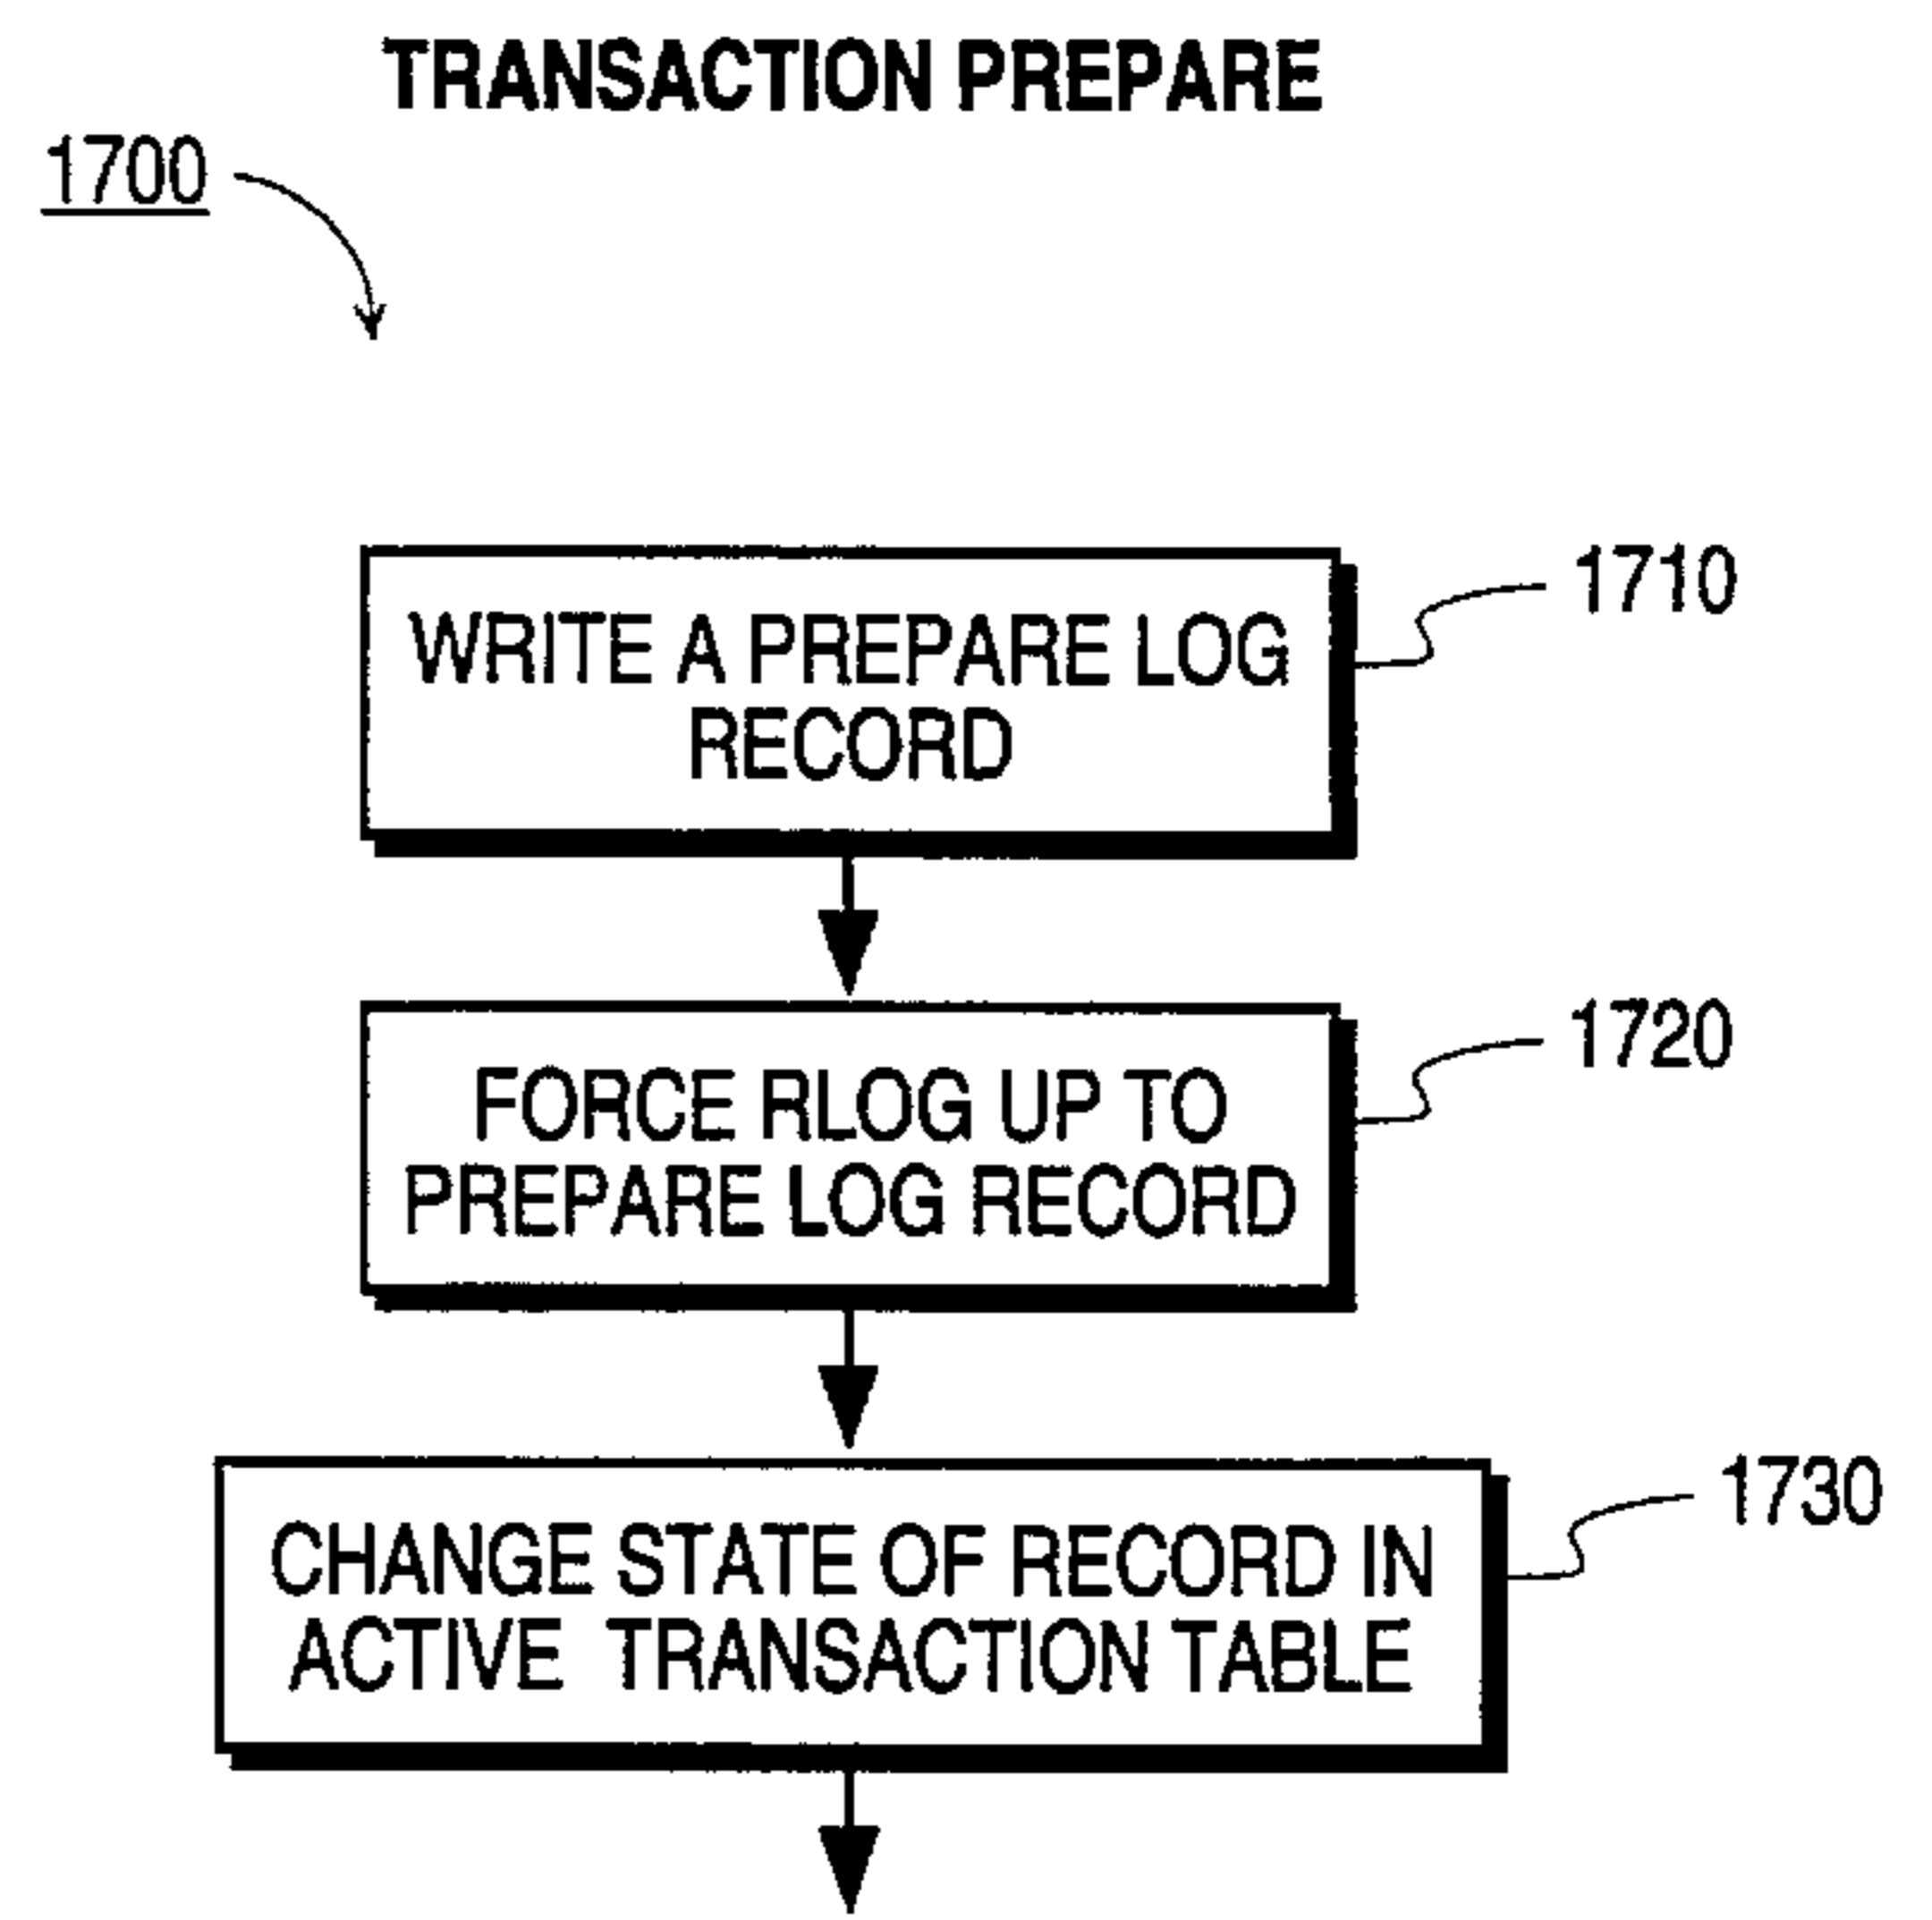 TRANSACTION PREPARE
1700
WRITE A PREPARE LOG
RECORD
1710
FORCE RLOG UP TO
PREPARE LOG RECORD
1720
CHANGE STATE OF RECORD IN
ACTIVE TRANSACTION TABLE
1730